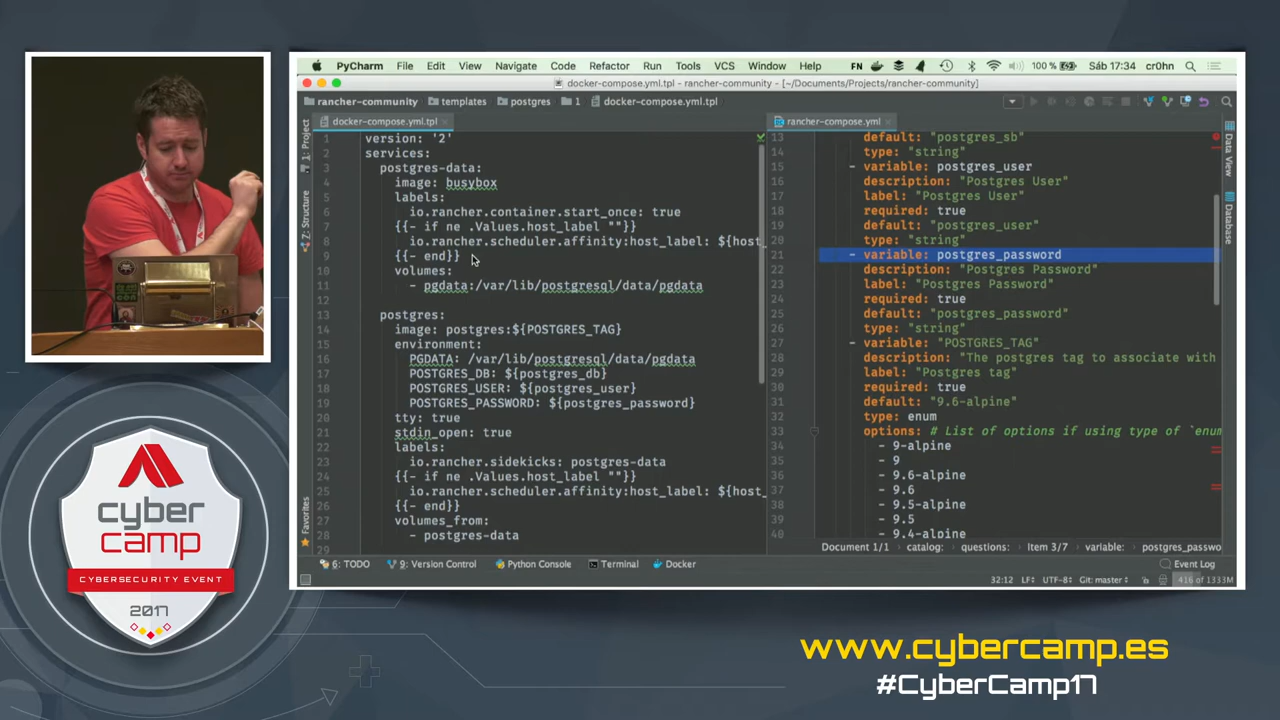 PyCharm File Edit View Navigate Code Refactor Run Tools VCS Window Help FN 100 % Sáb 17:34 cr0hn
docker-compose.yml.tpl - rancher-community - [~/Documents/Projects/rancher-community]
rancher-community templates postgres 1 docker-compose.yml.tpl
docker-compose.yml.tpl
1 version: '2'
2 services:
3 postgres-data:
4 image: busybox
5 labels:
6 io.rancher.container.start_once: true
7 {{- if ne .Values.host_label ""}}
8 io.rancher.scheduler.affinity:host_label: ${host_
9 {{- end}}
10 volumes:
11 - pgdata:/var/lib/postgresql/data/pgdata
12
13 postgres:
14 image: postgres:${POSTGRES_TAG}
15 environment:
16 PGDATA: /var/lib/postgresql/data/pgdata
17 POSTGRES_DB: ${postgres_db}
18 POSTGRES_USER: ${postgres_user}
19 POSTGRES_PASSWORD: ${postgres_password}
20 tty: true
21 stdin_open: true
22 labels:
23 io.rancher.sidekicks: postgres-data
24 {{- if ne .Values.host_label ""}}
25 io.rancher.scheduler.affinity:host_label: ${host_
26 {{- end}}
27 volumes_from:
28 - postgres-data
29
rancher-compose.yml
13 default: "postgres_sb"
14 type: "string"
15 - variable: postgres_user
16 description: "Postgres User"
17 label: "Postgres User"
18 required: true
19 default: "postgres_user"
20 type: "string"
21 - variable: postgres_password
22 description: "Postgres Password"
23 label: "Postgres Password"
24 required: true
25 default: "postgres_password"
26 type: "string"
27 - variable: "POSTGRES_TAG"
28 description: "The postgres tag to associate with
29 label: "Postgres tag"
30 required: true
31 default: "9.6-alpine"
32 type: enum
33 options: # List of options if using type of `enum
34 - 9-alpine
35 - 9
36 - 9.6-alpine
37 - 9.6
38 - 9.5-alpine
39 - 9.5
40 - 9.4-alpine
1: Project
7: Structure
Favorites
Data View
Database
Document 1/1 catalog: questions: Item 3/7 variable: postgres_passwo
6: TODO 9: Version Control Python Console Terminal Docker Event Log
32:12 LF÷ UTF-8÷ Git: master÷ 416 of 1333M
cyber
camp
CYBERSECURITY EVENT
2017
www.cybercamp.es
#CyberCamp17